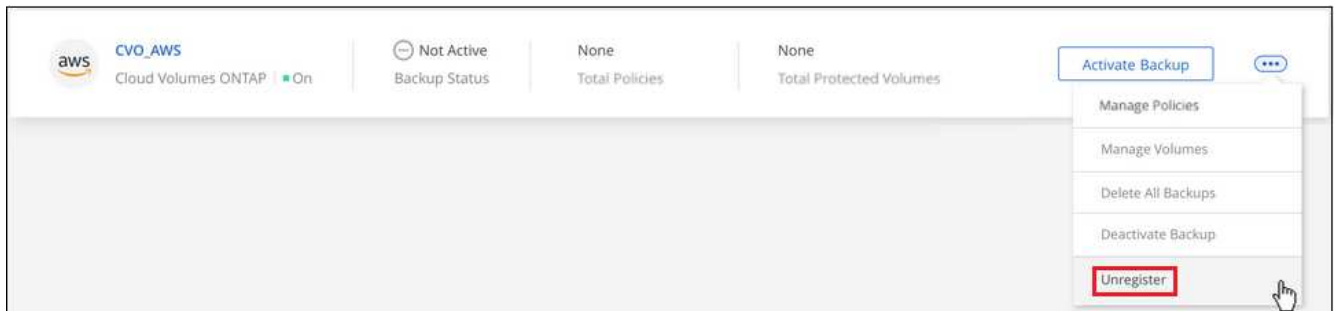 aws
CVO_AWS
Cloud Volumes ONTAP
On
Not Active
Backup Status
None
Total Policies
None
Total Protected Volumes
Activate Backup
Manage Policies
Manage Volumes
Delete All Backups
Deactivate Backup
Unregister